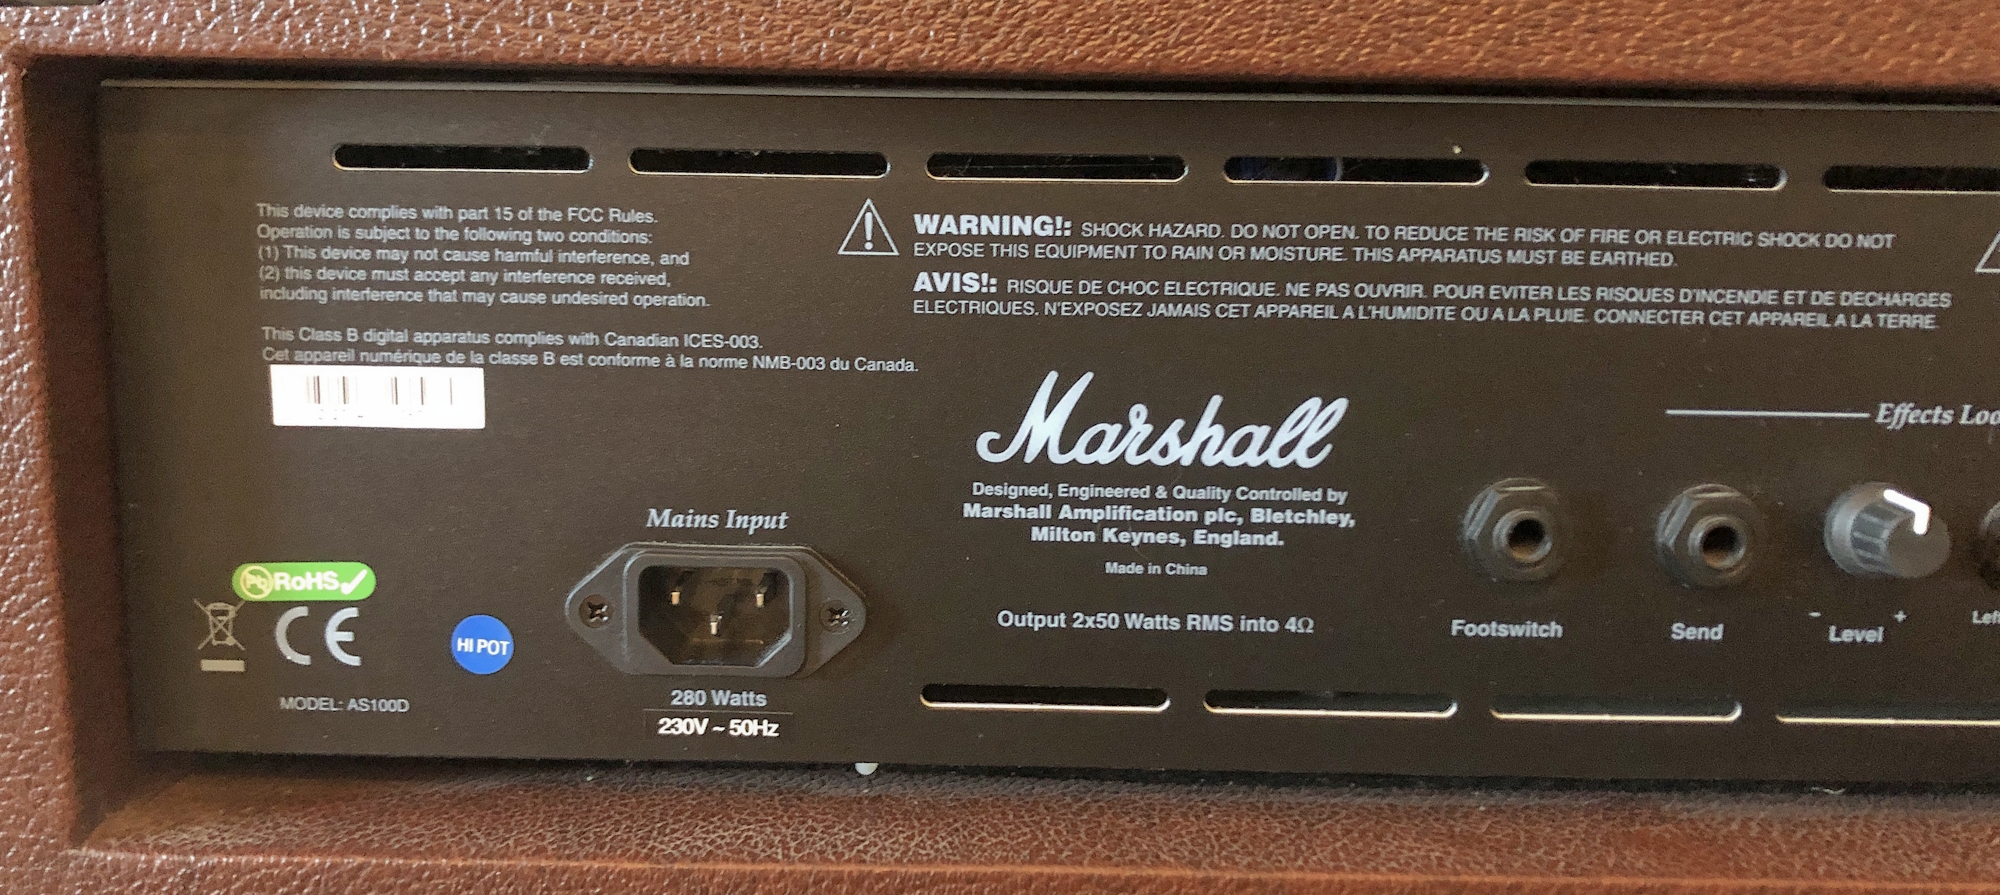 This device complies with part 15 of the FCC Rules.
Operation is subject to the following two conditions:
(1) This device may not cause harmful interference, and
(2) this device must accept any interference received,
including interference that may cause undesired operation.
This Class B digital apparatus complies with Canadian ICES-003.
Cet appareil numérique de la classe B est conforme à la norme NMB-003 du Canada.
WARNING!: SHOCK HAZARD. DO NOT OPEN. TO REDUCE THE RISK OF FIRE OR ELECTRIC SHOCK DO NOT
EXPOSE THIS EQUIPMENT TO RAIN OR MOISTURE. THIS APPARATUS MUST BE EARTHED.
AVIS!: RISQUE DE CHOC ELECTRIQUE. NE PAS OUVRIR. POUR EVITER LES RISQUES D'INCENDIE ET DE DECHARGES
ELECTRIQUES. N'EXPOSEZ JAMAIS CET APPAREIL A L'HUMIDITE OU A LA PLUIE. CONNECTER CET APPAREIL A LA TERRE.
Marshall
Designed, Engineered & Quality Controlled by
Marshall Amplification plc, Bletchley,
Milton Keynes, England.
Made in China
Output 2x50 Watts RMS into 4Ω
Mains Input
280 Watts
230V ~ 50Hz
Pb RoHS
CE
HI POT
MODEL: AS100D
Effects Loo
Footswitch
Send
- +
Level
Left